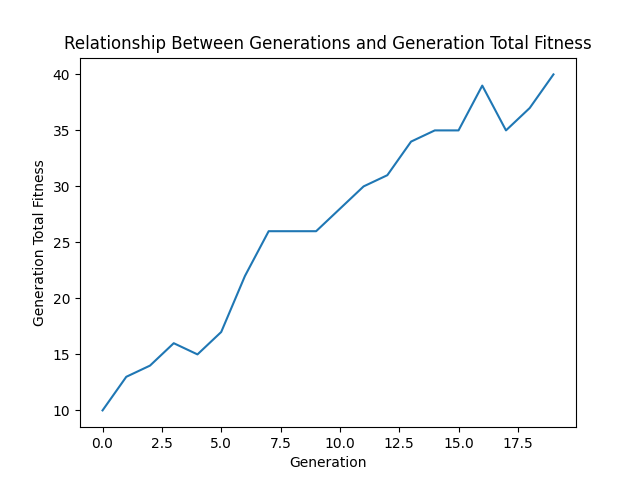 Relationship Between Generations and Generation Total Fitness
40
35
30
25
20
15
10
Generation Total Fitness
0.0 2.5 5.0 7.5 10.0 12.5 15.0 17.5
Generation